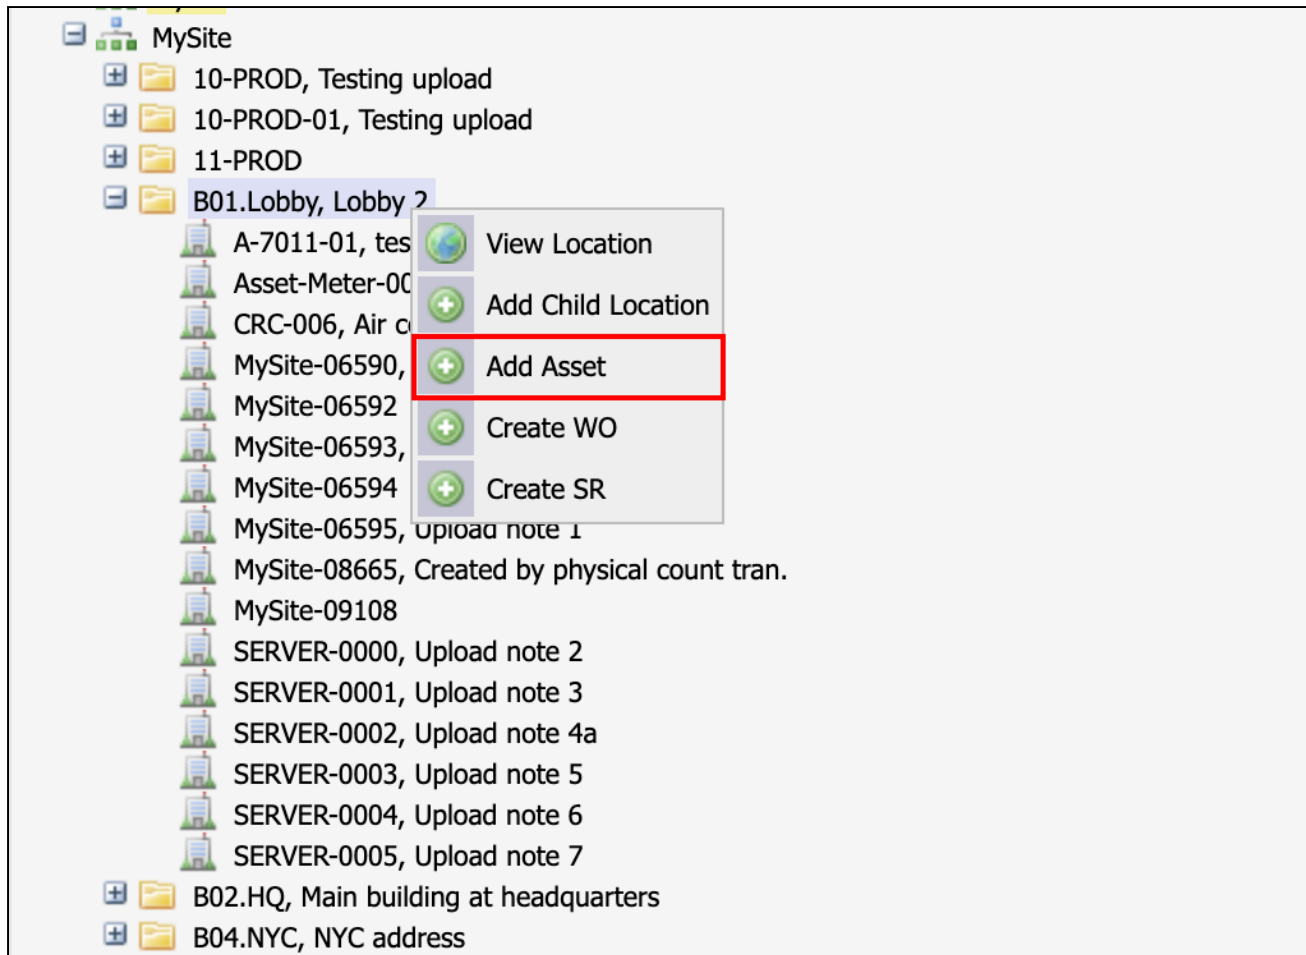 MySite
10-PROD, Testing upload
10-PROD-01, Testing upload
11-PROD
B01.Lobby, Lobby 2
A-7011-01, tes
View Location
Asset-Meter-00
Add Child Location
CRC-006, Air
MySite-06590,
Add Asset
MySite-06592
Create WO
MySite-06593,
MySite-06594
Create SR
MySite-06595, Upload note 1
MySite-08665, Created by physical count tran.
MySite-09108
SERVER-0000, Upload note 2
SERVER-0001, Upload note 3
SERVER-0002, Upload note 4a
SERVER-0003, Upload note 5
SERVER-0004, Upload note 6
SERVER-0005, Upload note 7
B02.HQ, Main building at headquarters
B04.NYC, NYC address